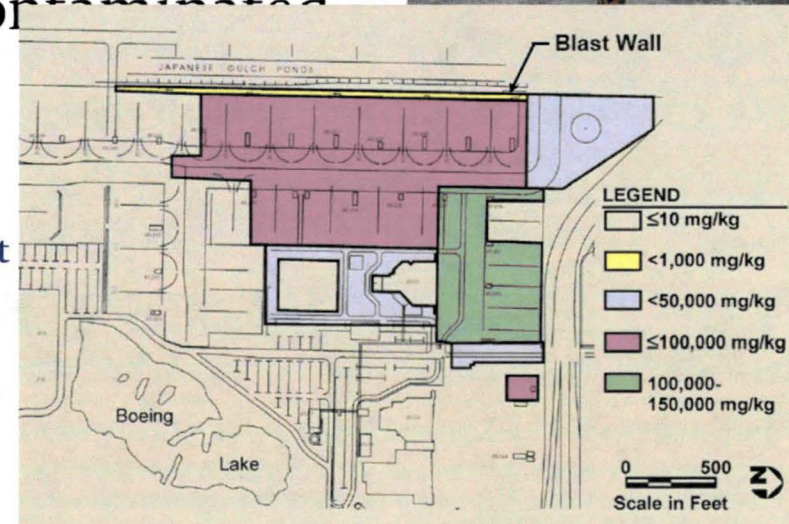 ontaminated
Blast Wall
JAPANESE GULCH PONDS
t
LEGEND
≤10 mg/kg
<1,000 mg/kg
<50,000 mg/kg
≤100,000 mg/kg
100,000-
150,000 mg/kg
Boeing
Lake
0 500
Scale in Feet
N